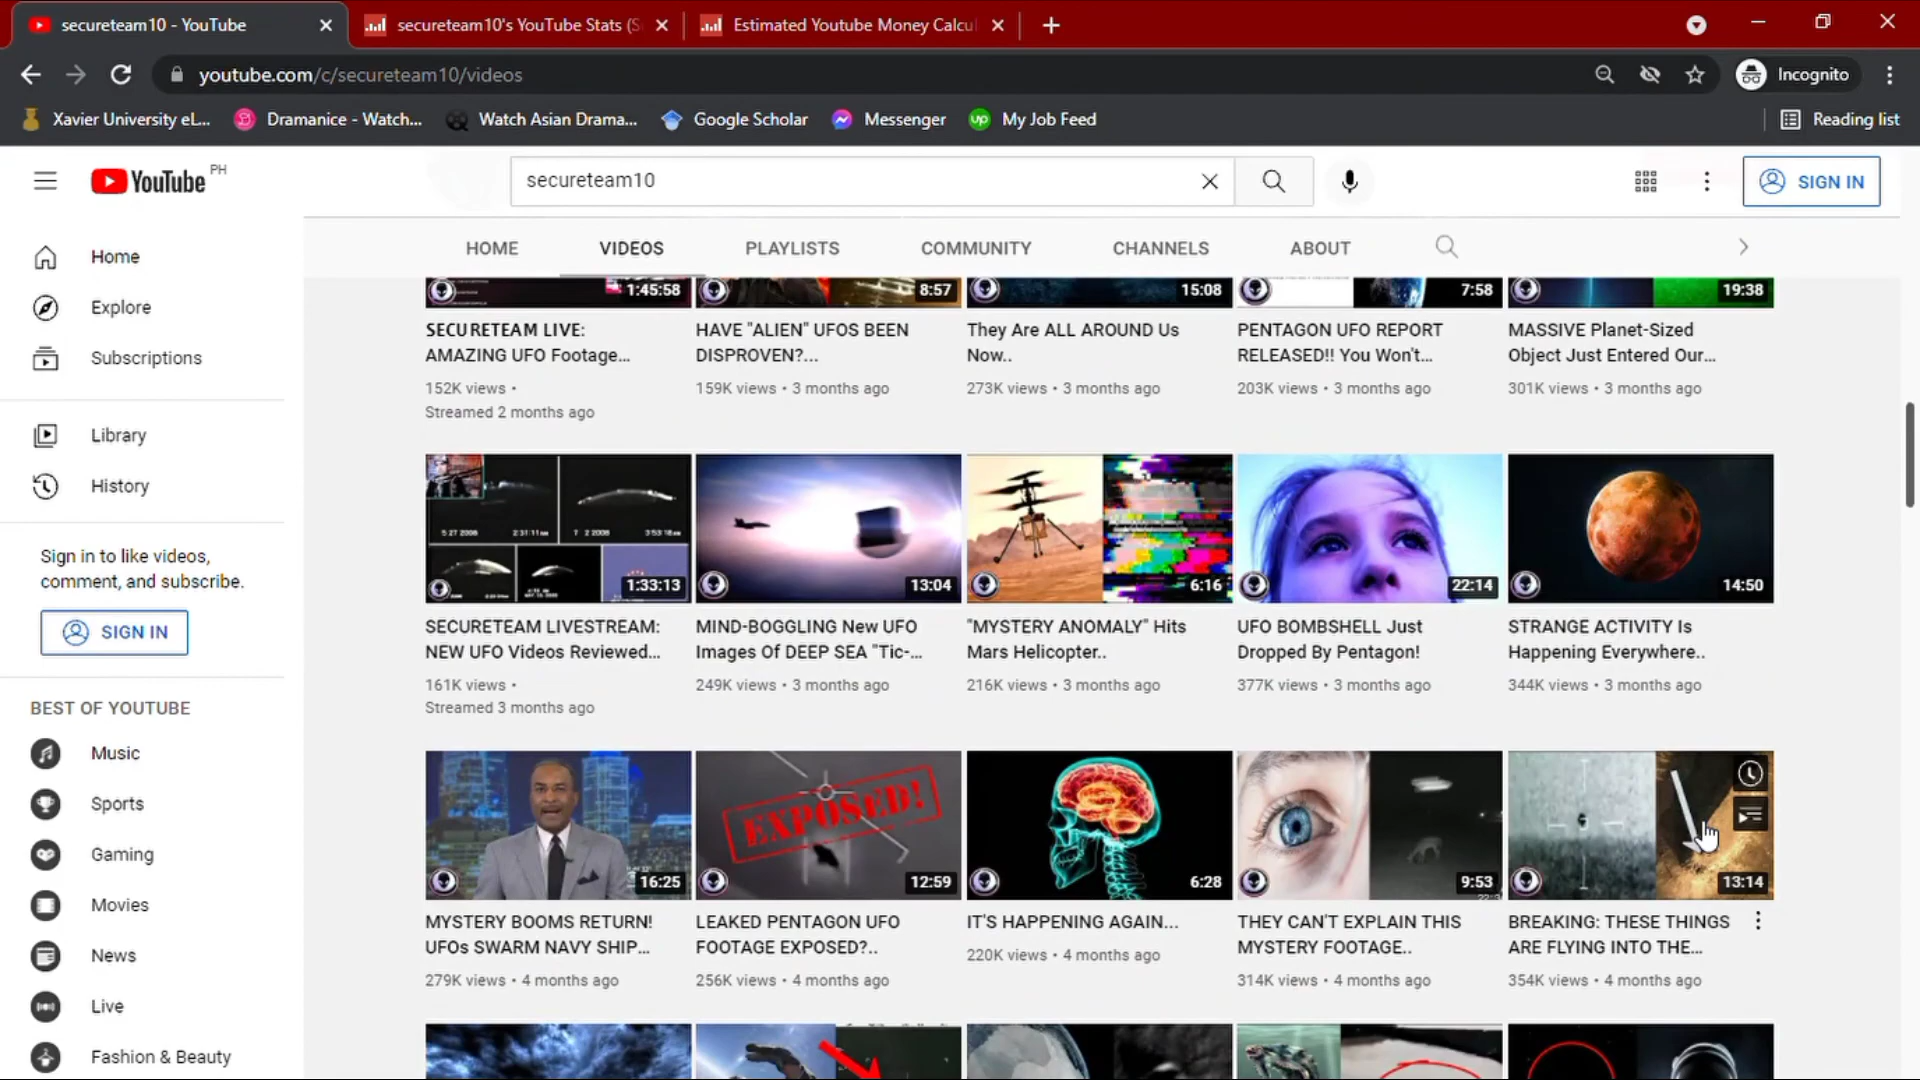 secureteam10 - YouTube
secureteam10's YouTube Stats (S
Estimated Youtube Money Calcu
youtube.com/c/secureteam10/videos
Incognito
Xavier University eL...
Dramanice - Watch...
Watch Asian Drama...
Google Scholar
Messenger
My Job Feed
Reading list
YouTube PH
secureteam10
SIGN IN
HOME
VIDEOS
PLAYLISTS
COMMUNITY
CHANNELS
ABOUT
Home
Explore
Subscriptions
Library
History
Sign in to like videos,
comment, and subscribe.
SIGN IN
BEST OF YOUTUBE
Music
Sports
Gaming
Movies
News
Live
Fashion & Beauty
1:45:58
8:57
15:08
7:58
19:38
SECURETEAM LIVE:
AMAZING UFO Footage...
152K views •
Streamed 2 months ago
HAVE "ALIEN" UFOS BEEN
DISPROVEN?...
159K views • 3 months ago
They Are ALL AROUND Us
Now..
273K views • 3 months ago
PENTAGON UFO REPORT
RELEASED!! You Won't...
203K views • 3 months ago
MASSIVE Planet-Sized
Object Just Entered Our...
301K views • 3 months ago
1:33:13
13:04
6:16
22:14
14:50
SECURETEAM LIVESTREAM:
NEW UFO Videos Reviewed...
161K views •
Streamed 3 months ago
MIND-BOGGLING New UFO
Images Of DEEP SEA "Tic-...
249K views • 3 months ago
"MYSTERY ANOMALY" Hits
Mars Helicopter..
216K views • 3 months ago
UFO BOMBSHELL Just
Dropped By Pentagon!
377K views • 3 months ago
STRANGE ACTIVITY Is
Happening Everywhere..
344K views • 3 months ago
EXPOSED!
16:25
12:59
6:28
9:53
13:14
MYSTERY BOOMS RETURN!
UFOs SWARM NAVY SHIP...
279K views • 4 months ago
LEAKED PENTAGON UFO
FOOTAGE EXPOSED?..
256K views • 4 months ago
IT'S HAPPENING AGAIN...
220K views • 4 months ago
THEY CAN'T EXPLAIN THIS
MYSTERY FOOTAGE..
314K views • 4 months ago
BREAKING: THESE THINGS
ARE FLYING INTO THE...
354K views • 4 months ago